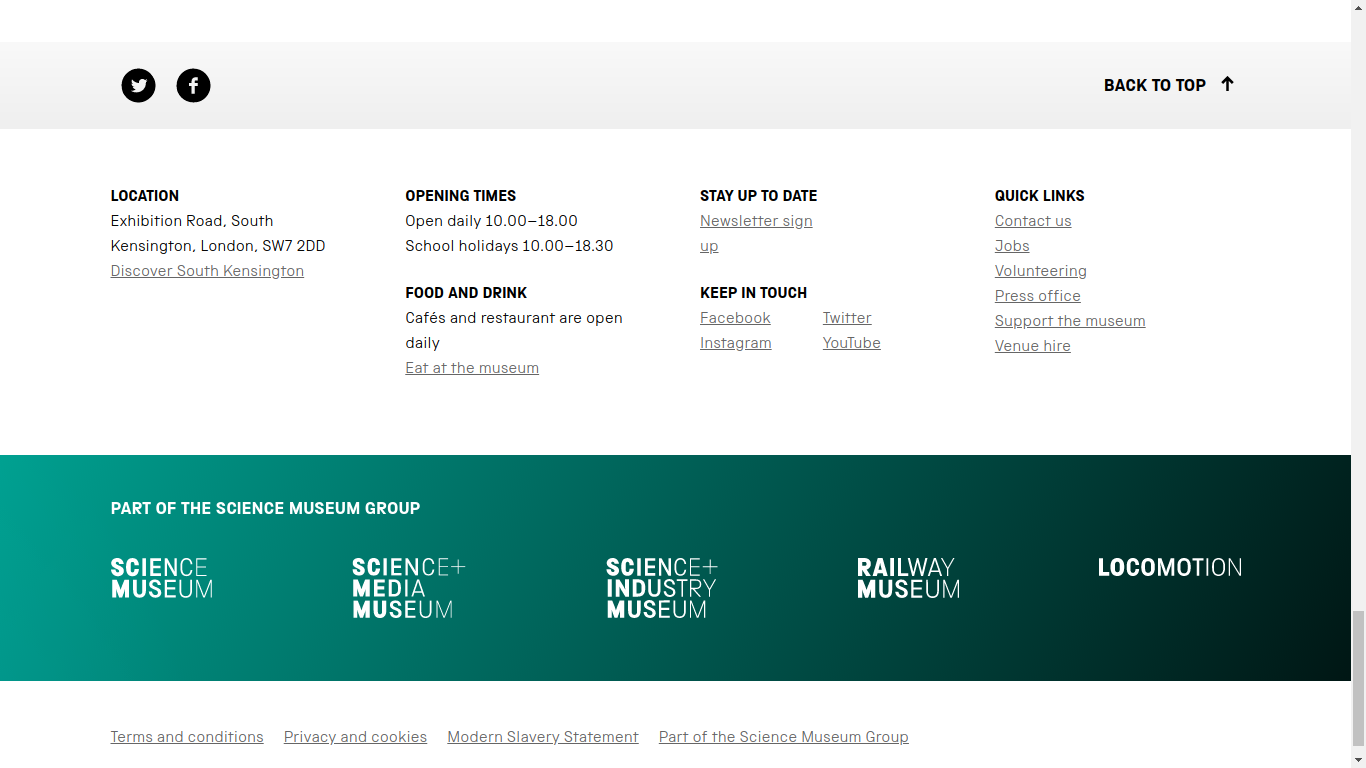 BACK TO TOP
LOCATION
Exhibition Road, South
Kensington, London, SW7 2DD
Discover South Kensington
OPENING TIMES
Open daily 10.00–18.00
School holidays 10.00–18.30
FOOD AND DRINK
Cafés and restaurant are open
daily
Eat at the museum
STAY UP TO DATE
Newsletter sign
up
KEEP IN TOUCH
Facebook Twitter
Instagram YouTube
QUICK LINKS
Contact us
Jobs
Volunteering
Press office
Support the museum
Venue hire
PART OF THE SCIENCE MUSEUM GROUP
SCIENCE
MUSEUM
SCIENCE+
MEDIA
MUSEUM
SCIENCE+
INDUSTRY
MUSEUM
RAILWAY
MUSEUM
LOCOMOTION
Terms and conditions Privacy and cookies Modern Slavery Statement Part of the Science Museum Group